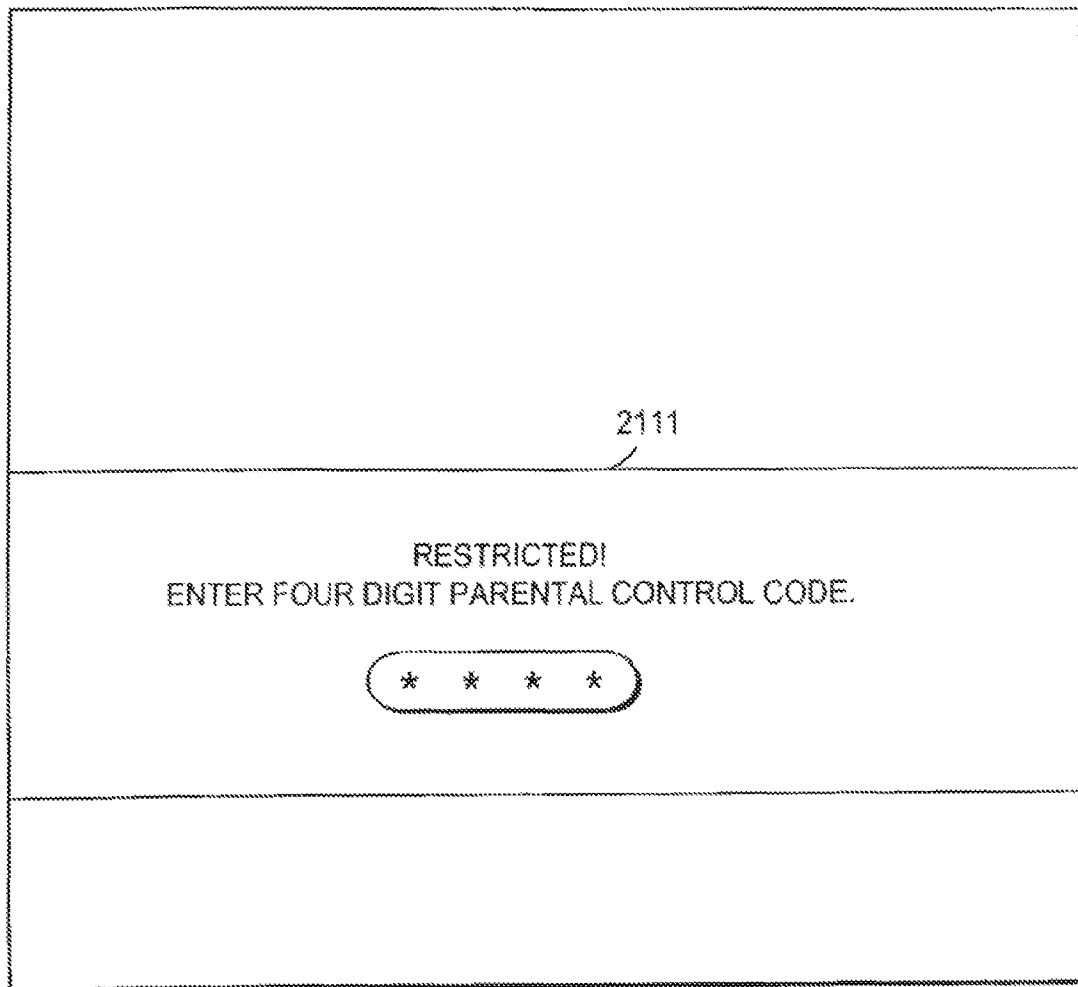 2111
RESTRICTED!
ENTER FOUR DIGIT PARENTAL CONTROL CODE.
* * * *